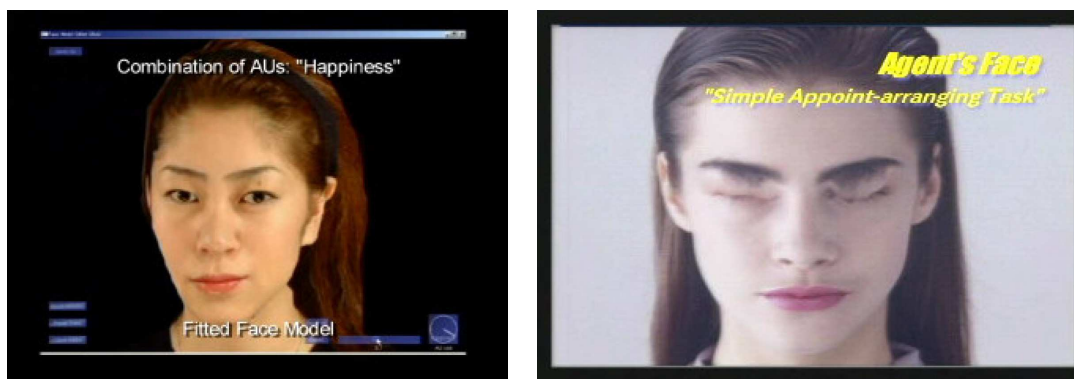 Combination of AUs: "Happiness"
Fitted Face Model
Agent's Face
"Simple Appoint-arranging Task"